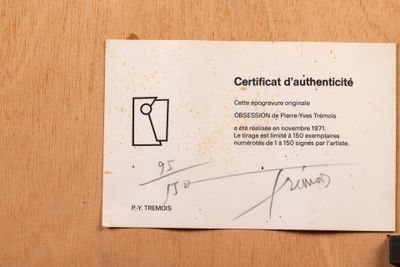 Certificat d'authenticité
Cette épogravure originale
OBSESSION de Pierre-Yves Trémois
a été réalisée en novembre 1971.
Le tirage est limité à 150 exemplaires
numérotés de 1 à 150 signés par l'artiste.
95/150
Trémois
P.-Y. TREMOIS